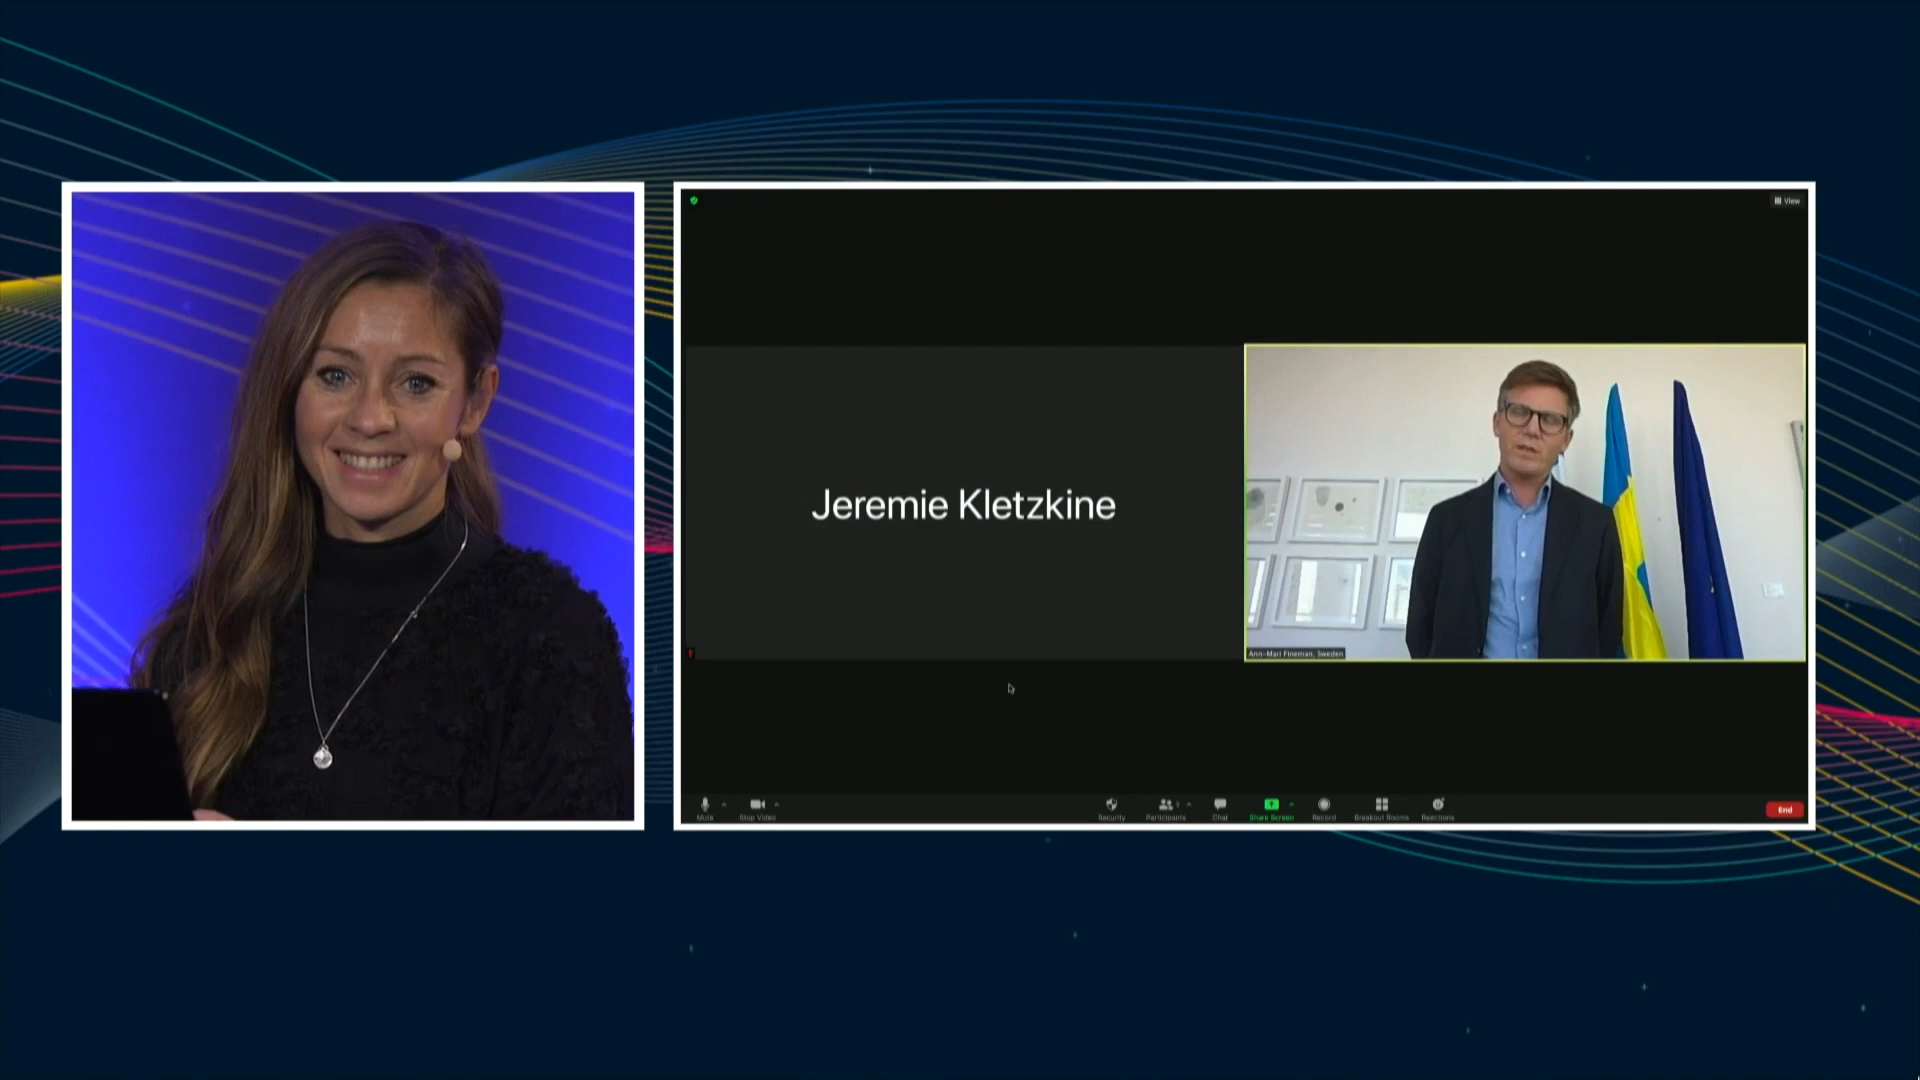 View
Jeremie Kletzkine
Ann-Mari Fineman, Sweden
Mute
Stop Video
Security
Participants
Chat
Share Screen
Record
Breakout Rooms
Reactions
End